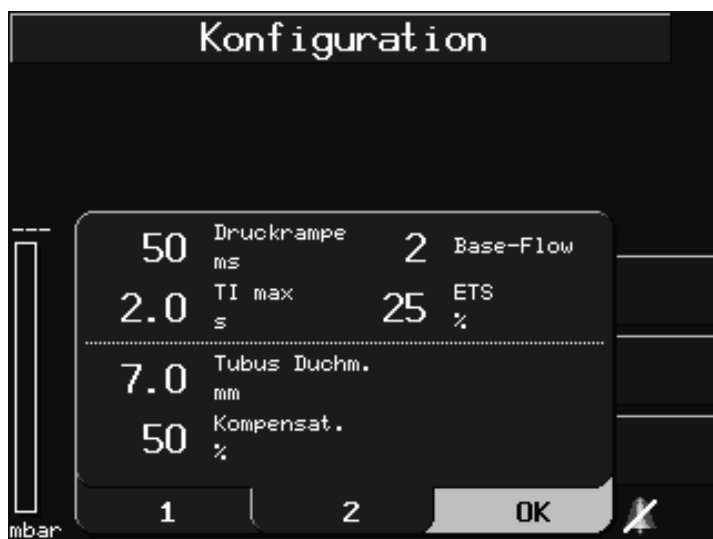 Konfiguration
---
50 Druckrampe ms 2 Base-Flow
2.0 TI max s 25 ETS %
7.0 Tubus Duchm. mm
50 Kompensat. %
1 2 OK
mbar